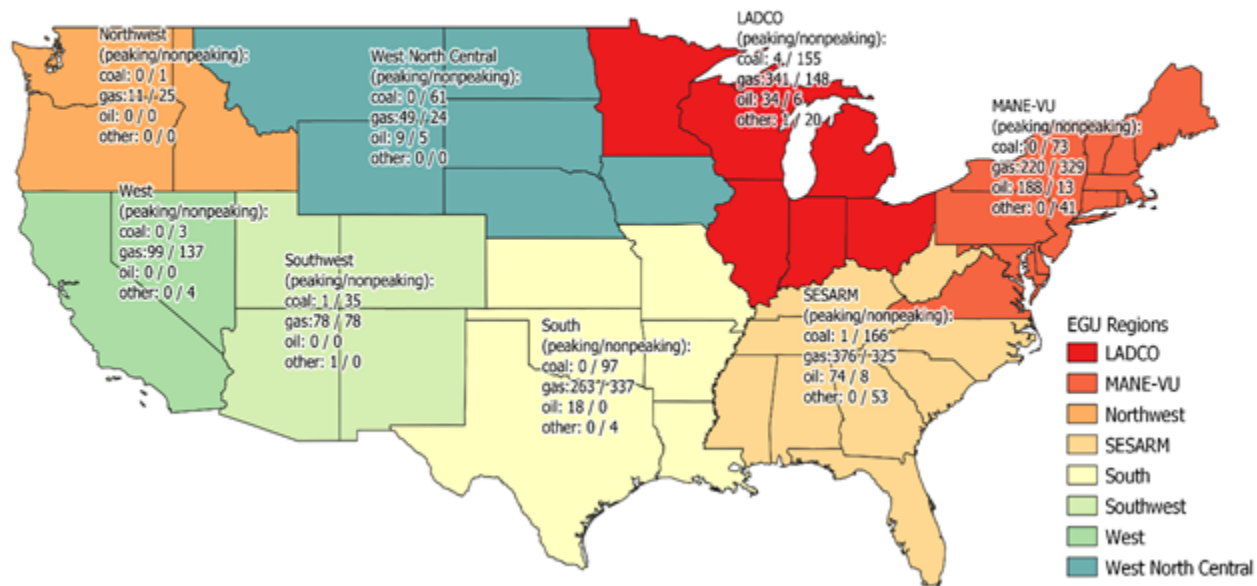 Northwest
(peaking/nonpeaking):
coal: 0 / 1
gas:11 / 25
oil: 0 / 0
other: 0 / 0
West North Central
(peaking/nonpeaking):
coal: 0 / 61
gas:49 / 24
oil: 9 / 5
other: 0 / 0
LADCO
(peaking/nonpeaking):
coal: 4 / 155
gas:341 / 148
oil: 34 / 6
other: 1 / 20
MANE-VU
(peaking/nonpeaking):
coal: 0 / 73
gas:220 / 329
oil: 188 / 13
other: 0 / 41
West
(peaking/nonpeaking):
coal: 0 / 3
gas:99 / 137
oil: 0 / 0
other: 0 / 4
Southwest
(peaking/nonpeaking):
coal: 1 / 35
gas:78 / 78
oil: 0 / 0
other: 1 / 0
South
(peaking/nonpeaking):
coal: 0 / 97
gas:263 / 337
oil: 18 / 0
other: 0 / 4
SESARM
(peaking/nonpeaking):
coal: 1 / 166
gas:376 / 325
oil: 74 / 8
other: 0 / 53
EGU Regions
LADCO
MANE-VU
Northwest
SESARM
South
Southwest
West
West North Central